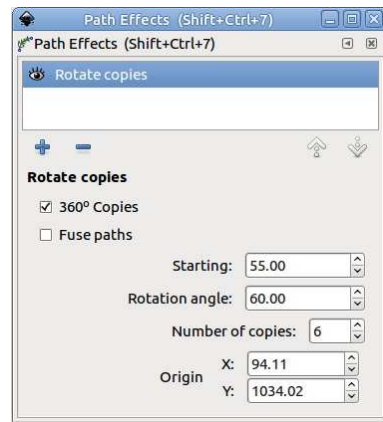 Path Effects (Shift+Ctrl+7)
Path Effects (Shift+Ctrl+7)
Rotate copies
Rotate copies
360º Copies
Fuse paths
Starting: 55.00
Rotation angle: 60.00
Number of copies: 6
Origin X: 94.11
Y: 1034.02